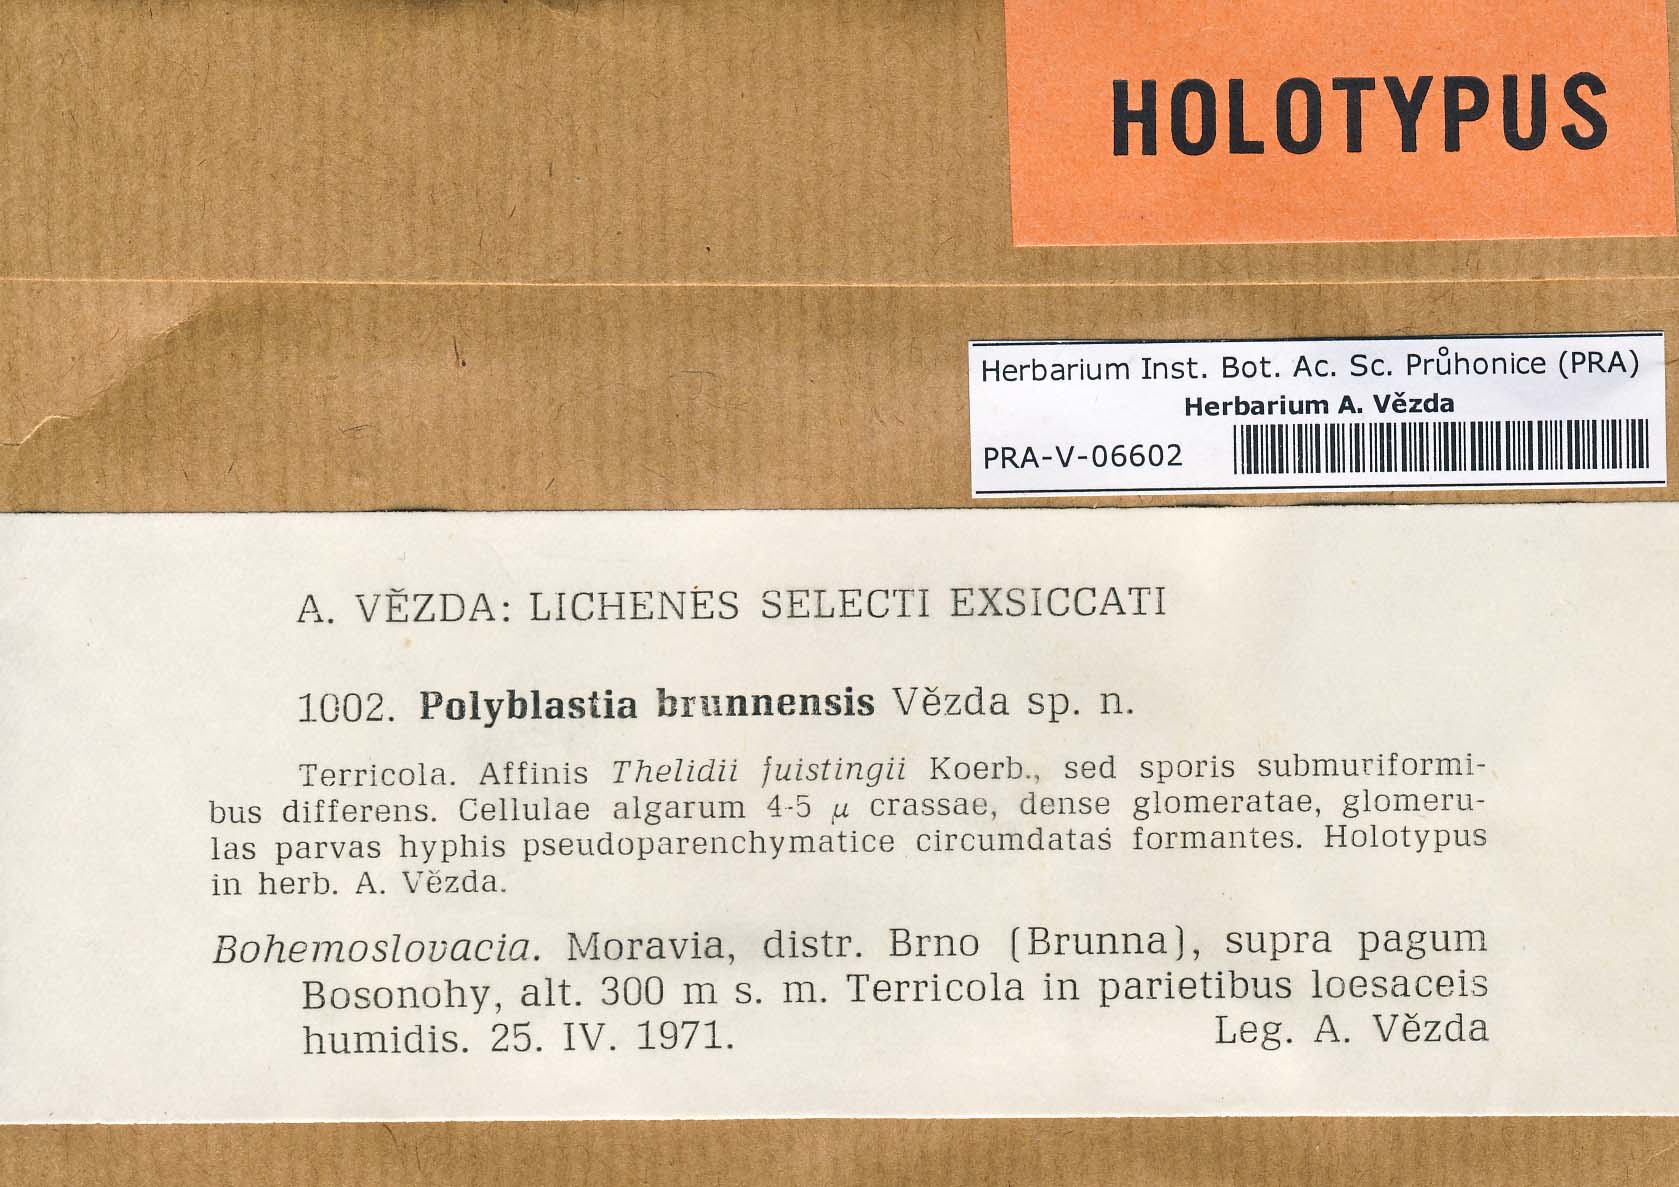 HOLOTYPUS
Herbarium Inst. Bot. Ac. Sc. Průhonice (PRA)
Herbarium A. Vězda
PRA-V-06602
A. VĚZDA: LICHENES SELECTI EXSICCATI
1002. Polyblastia brunnensis Vězda sp. n.
Terricola. Affinis Thelidii fuistingii Koerb., sed sporis submuriformi-
bus differens. Cellulae algarum 4-5 μ crassae, dense glomeratae, glomeru-
las parvas hyphis pseudoparenchymatice circumdatas formantes. Holotypus
in herb. A. Vězda.
Bohemoslovacia. Moravia, distr. Brno (Brunna), supra pagum
Bosonohy, alt. 300 m s. m. Terricola in parietibus loesaceis
humidis. 25. IV. 1971. Leg. A. Vězda